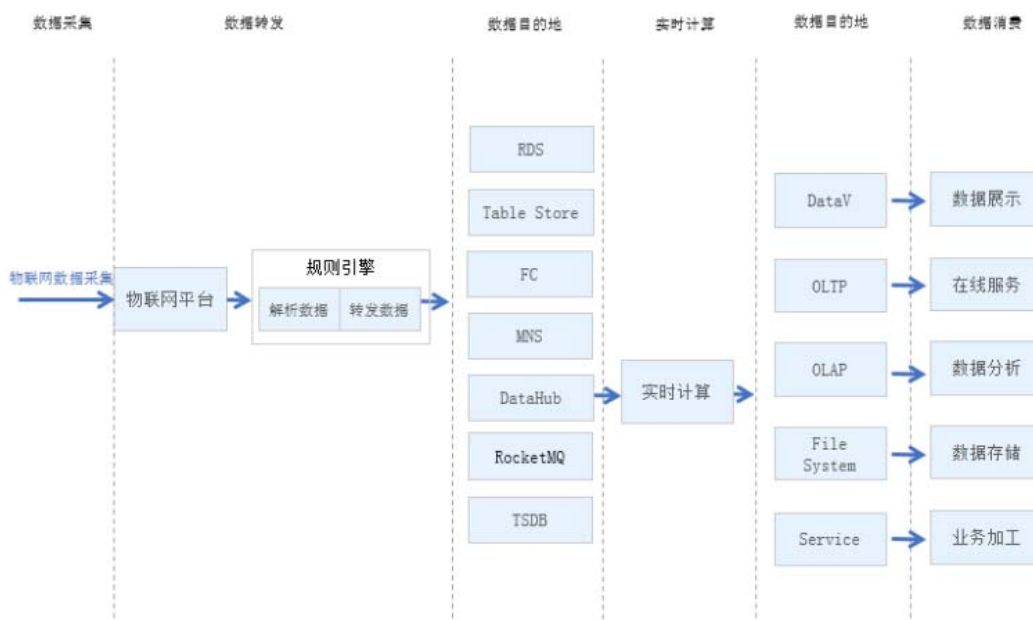 数据采集
数据转发
数据目的地
实时计算
数据目的地
数据消费
物联网数据采集
物联网平台
规则引擎
解析数据
转发数据
RDS
Table Store
FC
MNS
DataHub
RocketMQ
TSDB
实时计算
DataV
数据展示
OLTP
在线服务
OLAP
数据分析
File
System
数据存储
Service
业务加工